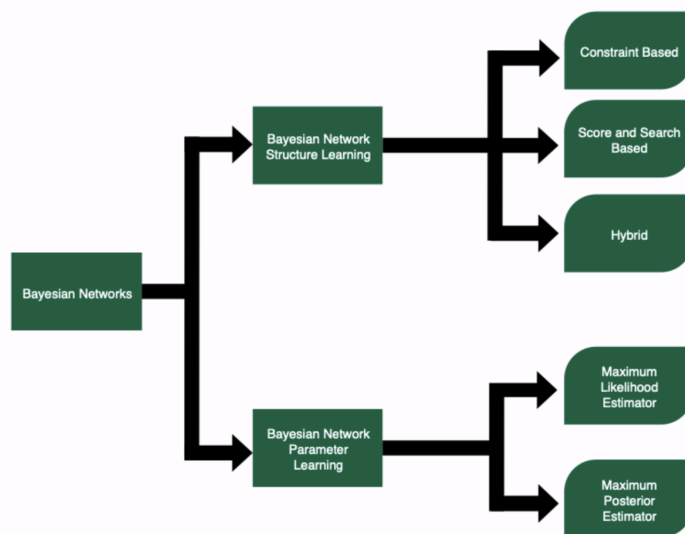 Constraint Based
Bayesian Network
Structure Learning
Score and Search
Based
Hybrid
Bayesian Networks
Maximum
Likelihood
Estimator
Bayesian Network
Parameter
Learning
Maximum
Posterior
Estimator